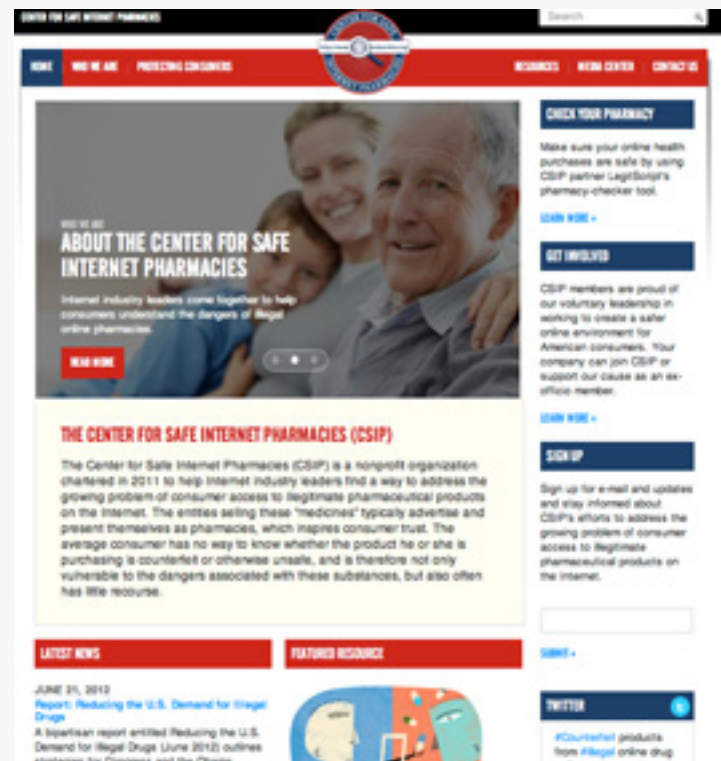 CENTER FOR SAFE INTERNET PHARMACIES
Search
CENTER FOR SAFE
INTERNET PHARMACIES
HOME
WHO WE ARE
PROTECTING CONSUMERS
RESOURCES
MEDIA CENTER
CONTACT US
WHO WE ARE
ABOUT THE CENTER FOR SAFE
INTERNET PHARMACIES
Internet industry leaders come together to help
consumers understand the dangers of illegal
online pharmacies.
READ MORE
THE CENTER FOR SAFE INTERNET PHARMACIES (CSIP)
The Center for Safe Internet Pharmacies (CSIP) is a nonprofit organization
chartered in 2011 to help Internet industry leaders find a way to address the
growing problem of consumer access to illegitimate pharmaceutical products
on the Internet. The entities selling these "medicines" typically advertise and
present themselves as pharmacies, which inspires consumer trust. The
average consumer has no way to know whether the product he or she is
purchasing is counterfeit or otherwise unsafe, and is therefore not only
vulnerable to the dangers associated with these substances, but also often
has little recourse.
LATEST NEWS
JUNE 21, 2012
Report: Reducing the U.S. Demand for Illegal
Drugs
A bipartisan report entitled Reducing the U.S.
Demand for Illegal Drugs (June 2012) outlines
strategies for Congress and the Obama
FEATURED RESOURCE
CHECK YOUR PHARMACY
Make sure your online health
purchases are safe by using
CSIP partner LegitScript's
pharmacy-checker tool.
LEARN MORE »
GET INVOLVED
CSIP members are proud of
our voluntary leadership in
working to create a safer
online environment for
American consumers. Your
company can join CSIP or
support our cause as an ex-
officio member.
LEARN MORE »
SIGN UP
Sign up for e-mail and updates
and stay informed about
CSIP's efforts to address the
growing problem of consumer
access to illegitimate
pharmaceutical products on
the internet.
SUBMIT »
TWITTER
#Counterfeit products
from #illegal online drug